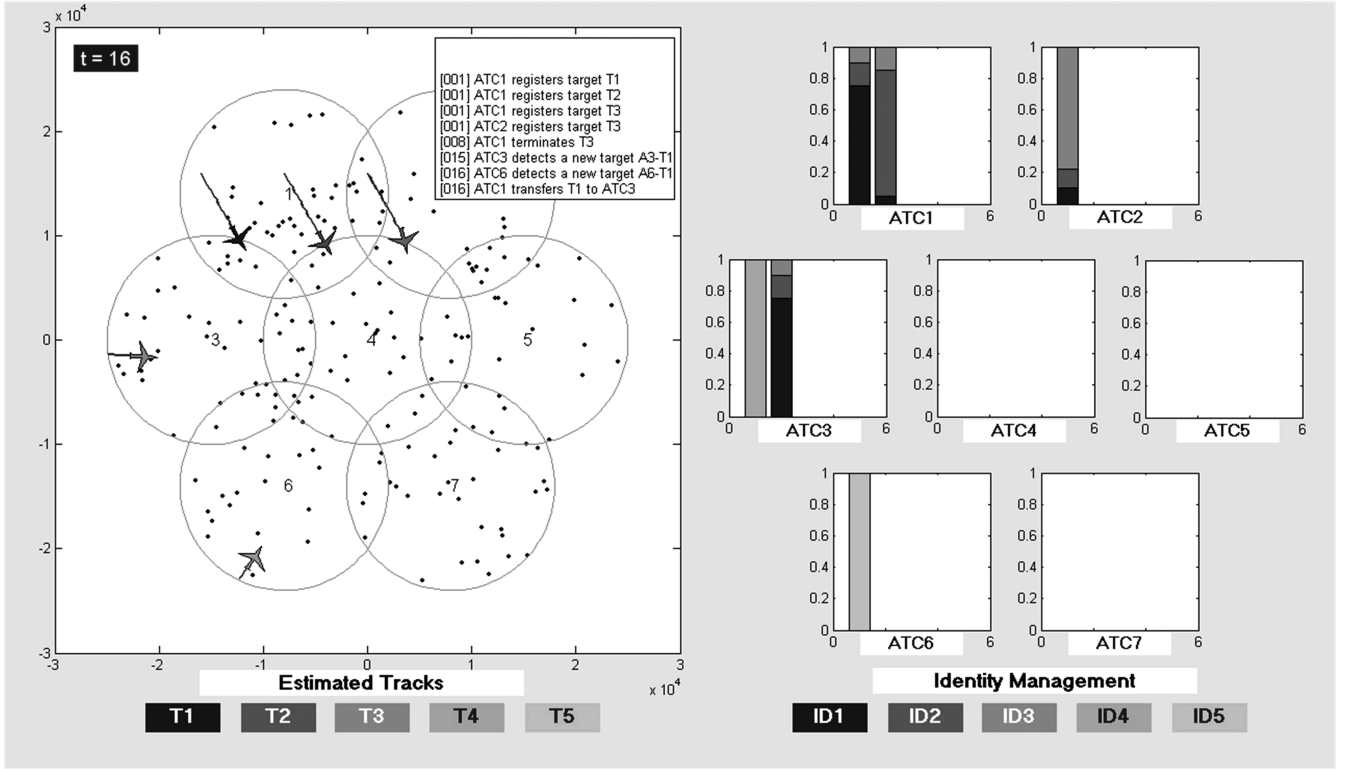 x 10⁴
3
2
1
0
-1
-2
-3
-3 -2 -1 0 1 2 3
x 10⁴
t = 16
[001] ATC1 registers target T1
[001] ATC1 registers target T2
[001] ATC1 registers target T3
[001] ATC2 registers target T3
[008] ATC1 terminates T3
[015] ATC3 detects a new target A3-T1
[016] ATC6 detects a new target A6-T1
[016] ATC1 transfers T1 to ATC3
1
3 4 5
6 7
Estimated Tracks
T1 T2 T3 T4 T5
1
0.8
0.6
0.4
0.2
0
0 6
ATC1
1
0.8
0.6
0.4
0.2
0
0 6
ATC2
1
0.8
0.6
0.4
0.2
0
0 6
ATC3
1
0.8
0.6
0.4
0.2
0
0 6
ATC4
1
0.8
0.6
0.4
0.2
0
0 6
ATC5
1
0.8
0.6
0.4
0.2
0
0 6
ATC6
1
0.8
0.6
0.4
0.2
0
0 6
ATC7
Identity Management
ID1 ID2 ID3 ID4 ID5